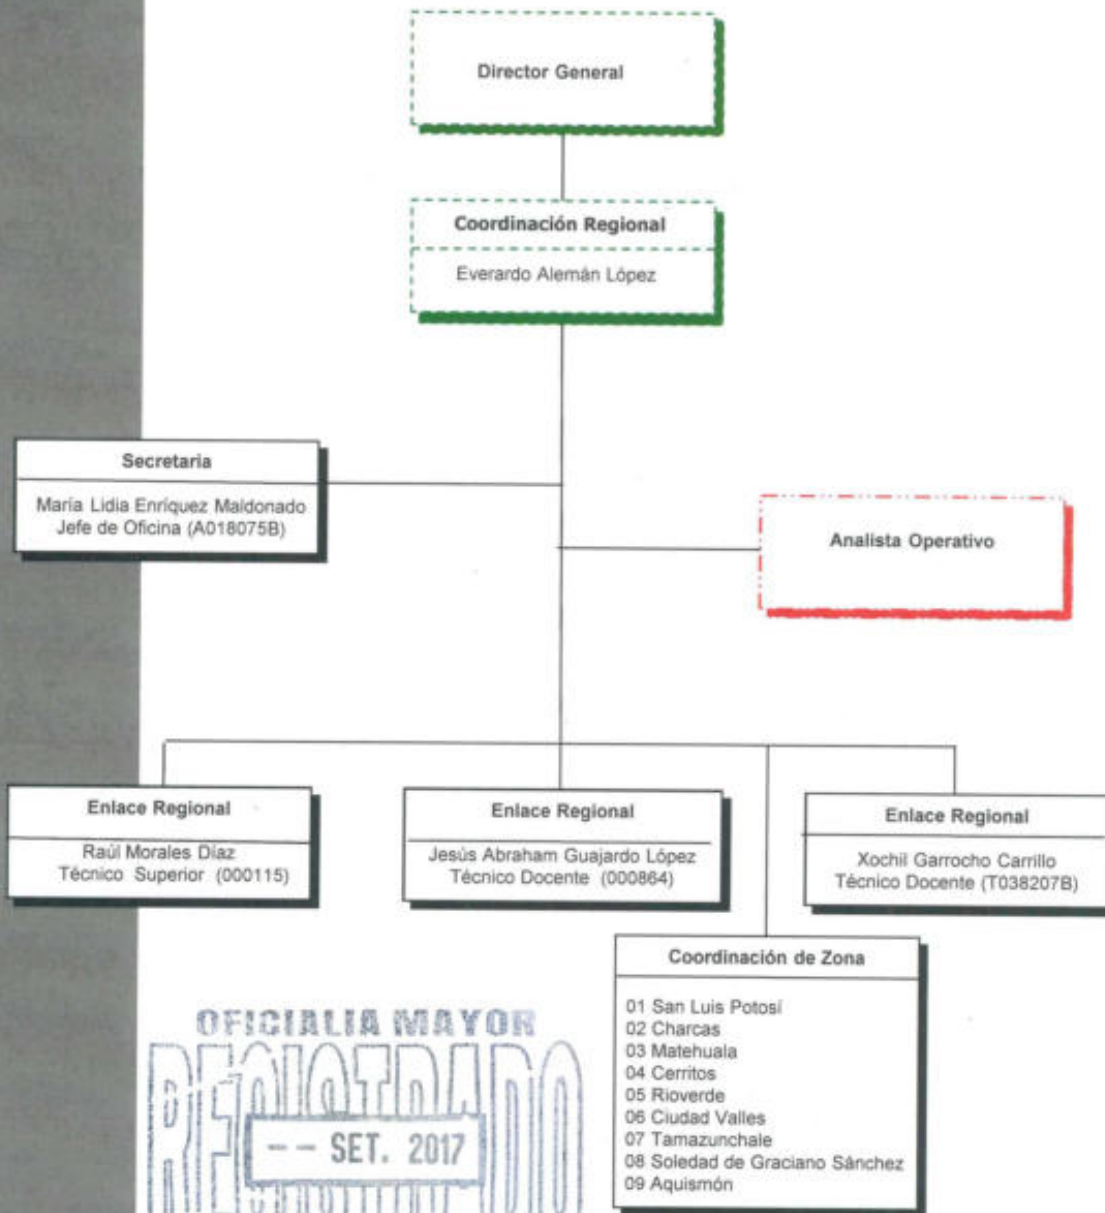 Director General
Coordinación Regional
Everardo Alemán López
Secretaria
María Lidia Enríquez Maldonado
Jefe de Oficina (A018075B)
Analista Operativo
Enlace Regional
Raúl Morales Díaz
Técnico Superior (000115)
Enlace Regional
Jesús Abraham Guajardo López
Técnico Docente (000864)
Enlace Regional
Xochil Garrocho Carrillo
Técnico Docente (T038207B)
Coordinación de Zona
01 San Luis Potosí
02 Charcas
03 Matehuala
04 Cerritos
05 Rioverde
06 Ciudad Valles
07 Tamazunchale
08 Soledad de Graciano Sánchez
09 Aquismón
OFICIALIA MAYOR
REGISTRADO
-- SET. 2017